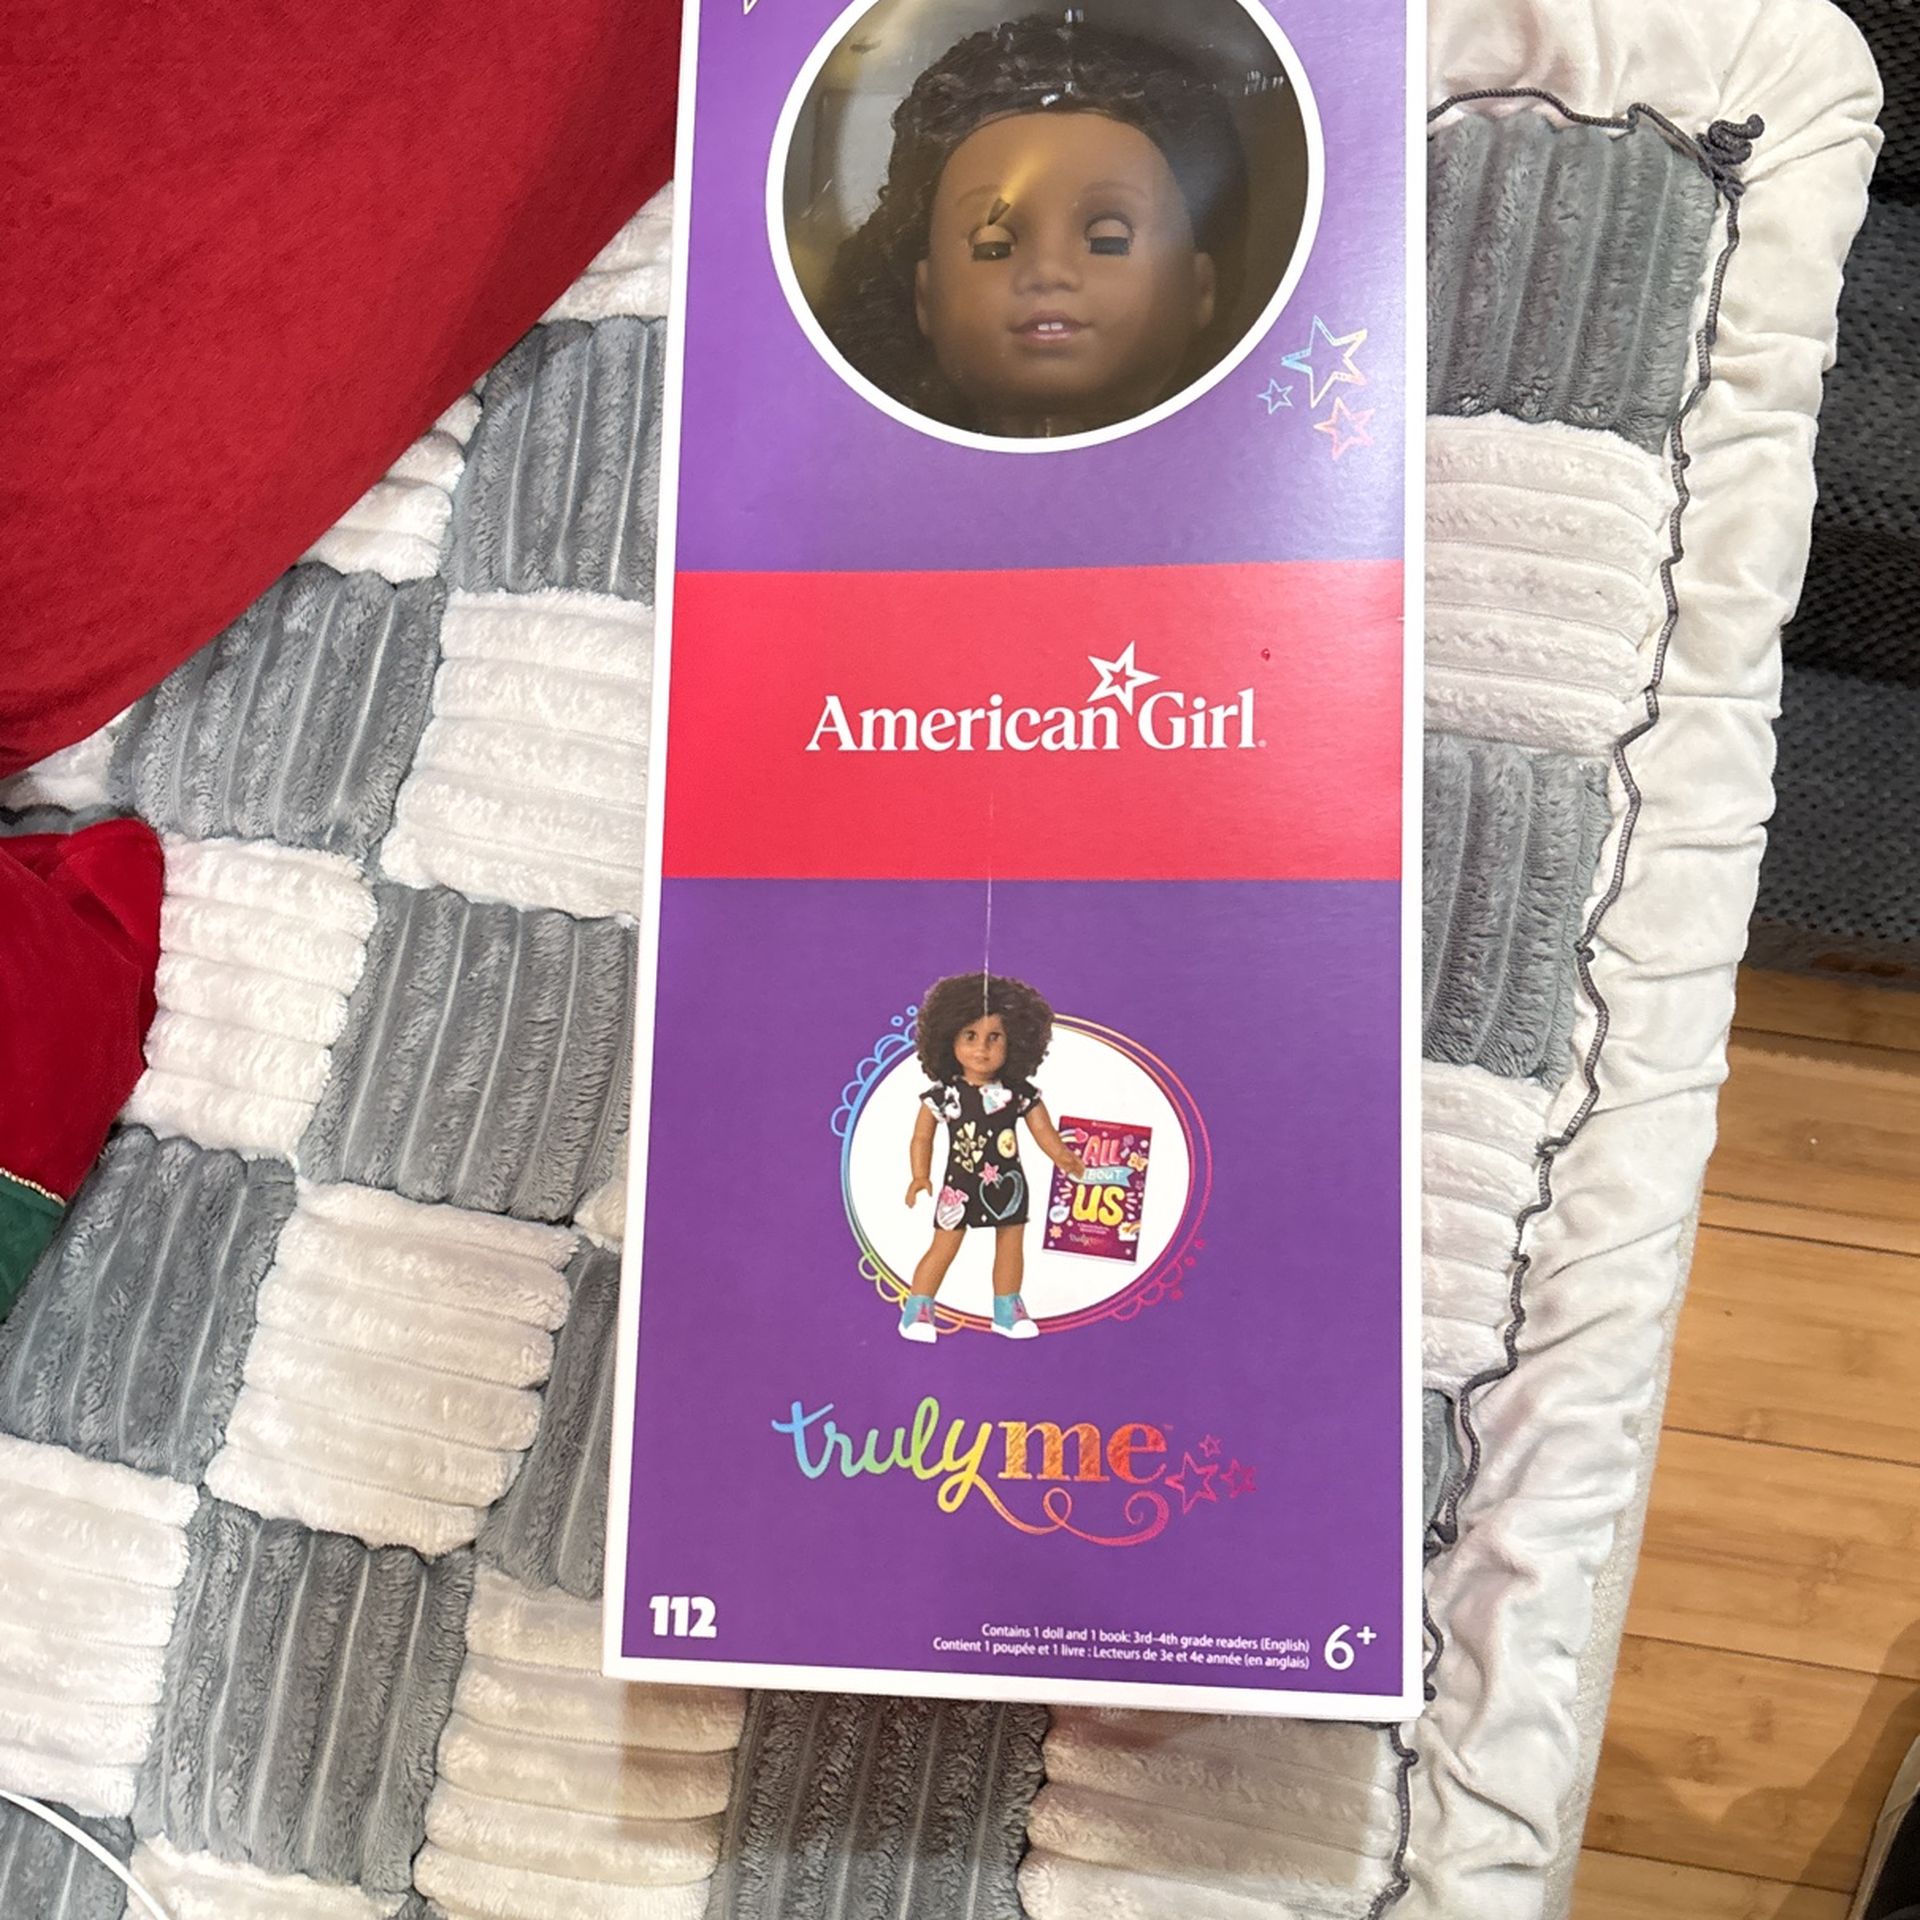 American Girl®
ALL
ABOUT
US
truly me™
112
Contains 1 doll and 1 book: 3rd–4th grade readers (English)
Contient 1 poupée et 1 livre : Lecteurs de 3e et 4e année (en anglais)
6+